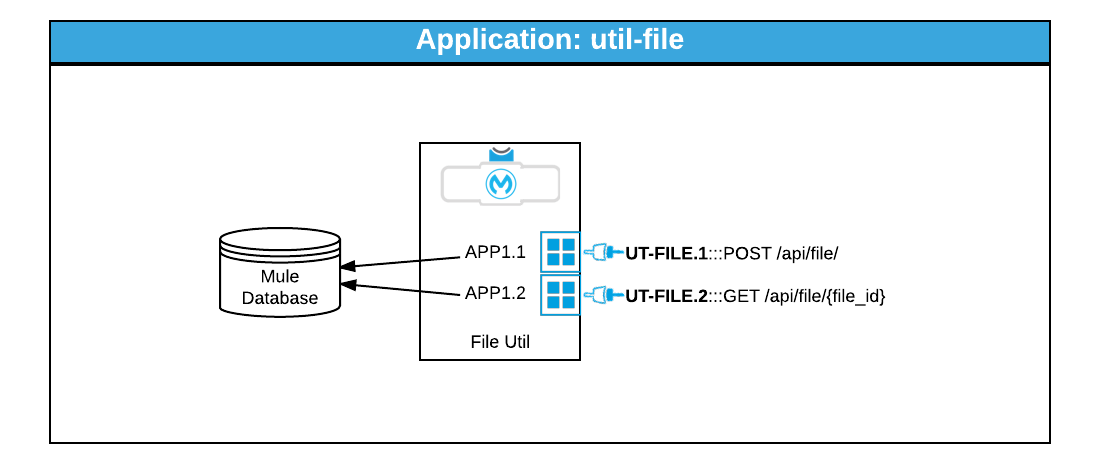 Application: util-file
APP1.1
UT-FILE.1:::POST /api/file/
Mule
Database
APP1.2
UT-FILE.2:::GET /api/file/{file_id}
File Util